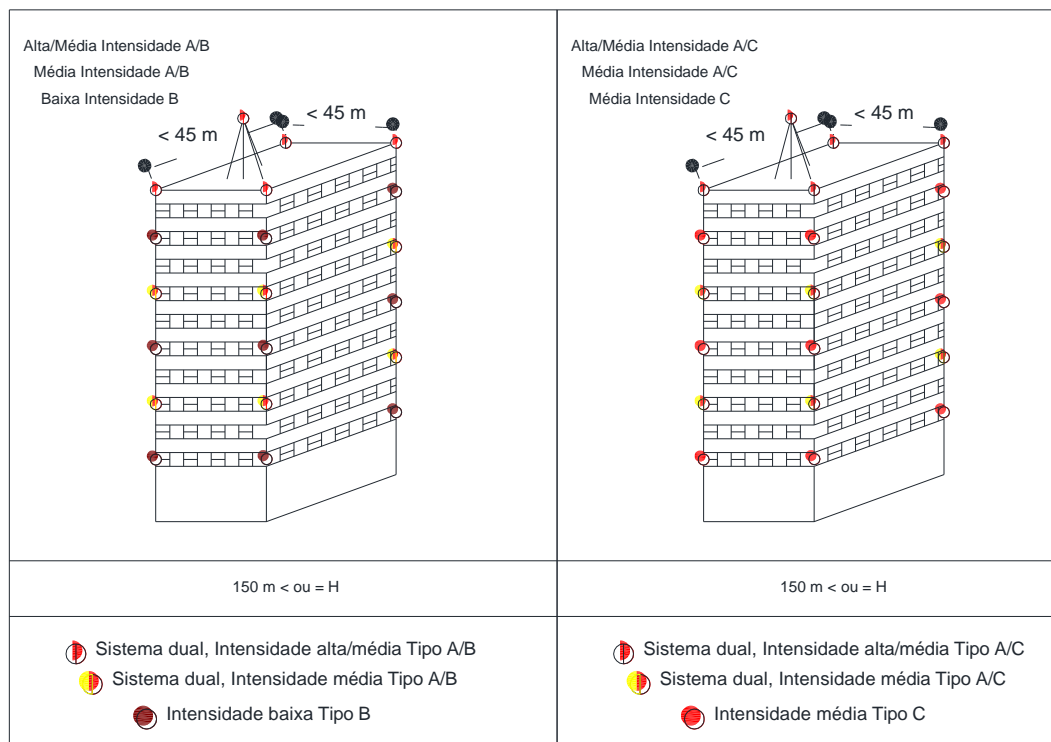 Alta/Média Intensidade A/B
Média Intensidade A/B
Baixa Intensidade B
< 45 m
< 45 m
150 m < ou = H
Sistema dual, Intensidade alta/média Tipo A/B
Sistema dual, Intensidade média Tipo A/B
Intensidade baixa Tipo B
Alta/Média Intensidade A/C
Média Intensidade A/C
Média Intensidade C
< 45 m
< 45 m
150 m < ou = H
Sistema dual, Intensidade alta/média Tipo A/C
Sistema dual, Intensidade média Tipo A/C
Intensidade média Tipo C